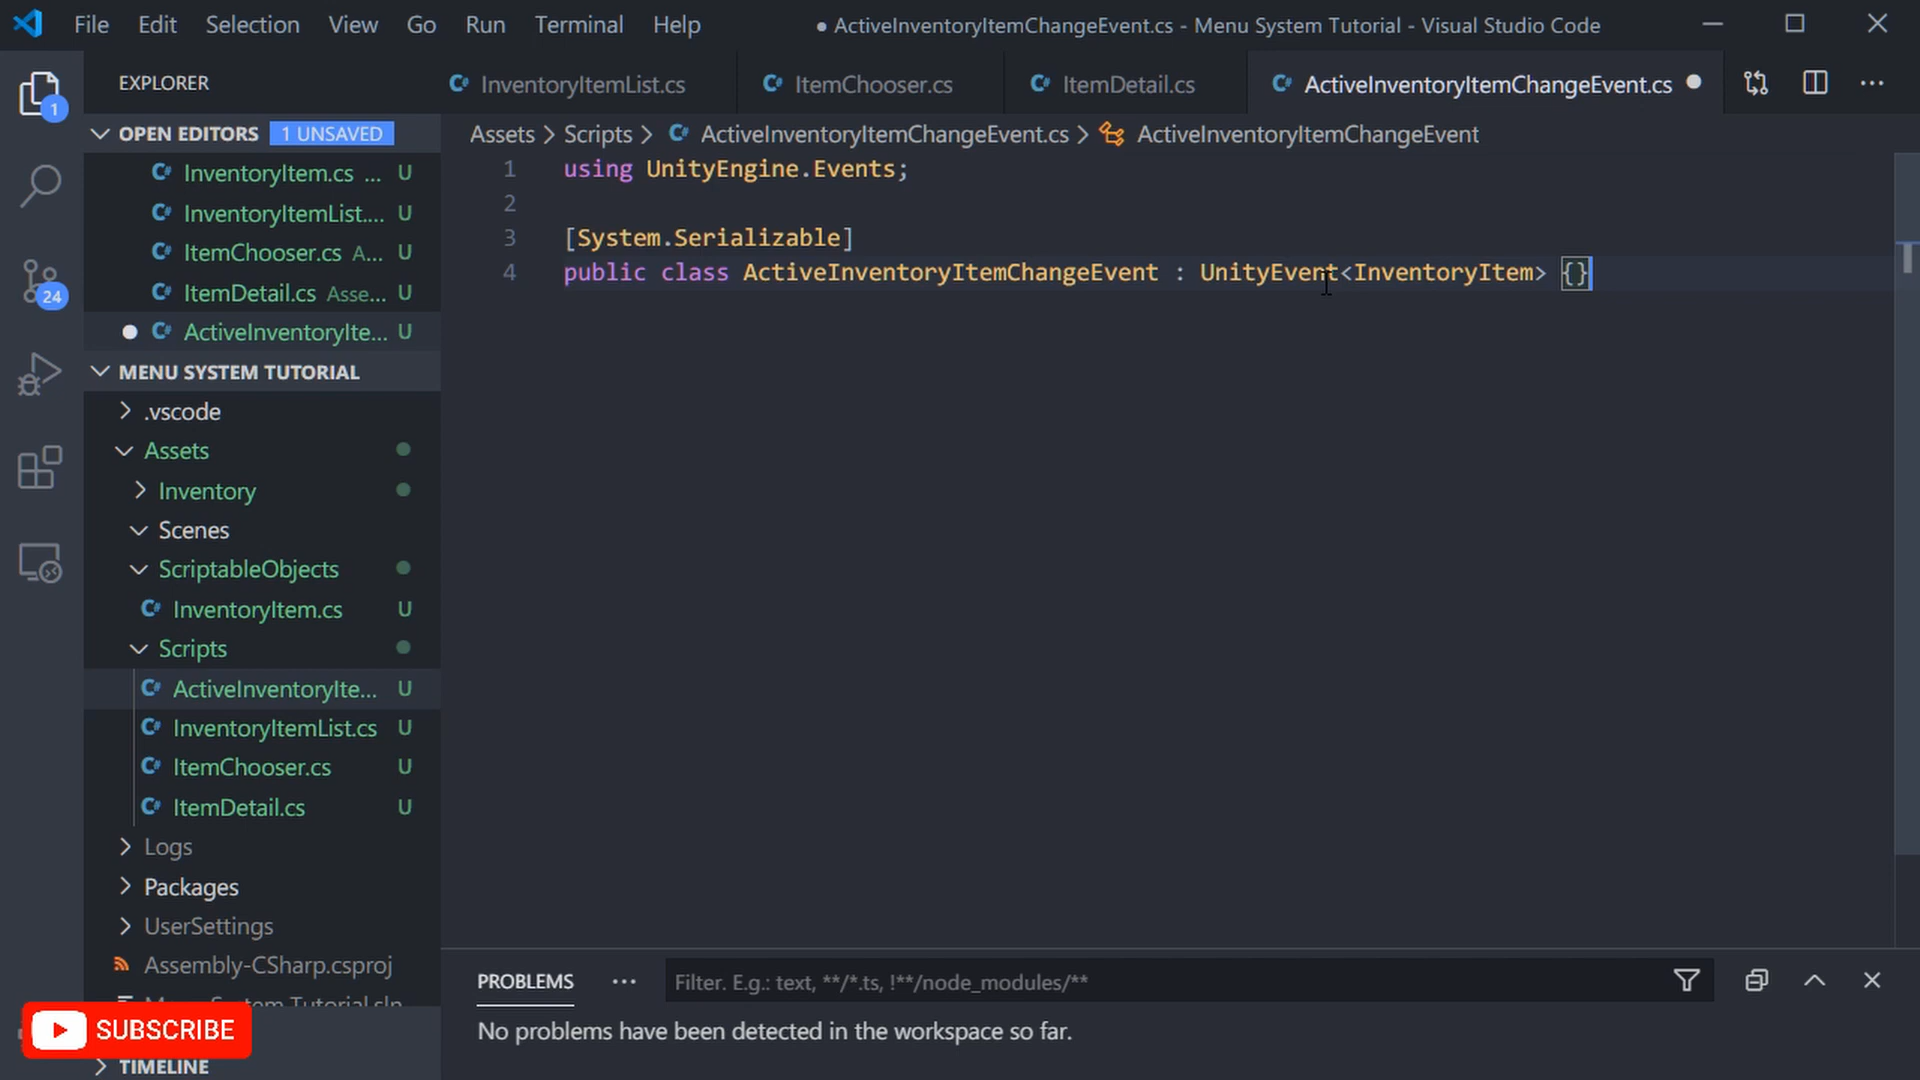 File Edit Selection View Go Run Terminal Help
● ActiveInventoryItemChangeEvent.cs - Menu System Tutorial - Visual Studio Code
EXPLORER
InventoryItemList.cs
ItemChooser.cs
ItemDetail.cs
ActiveInventoryItemChangeEvent.cs
1
OPEN EDITORS 1 UNSAVED
InventoryItem.cs ... U
InventoryItemList.... U
ItemChooser.cs A... U
ItemDetail.cs Asse... U
ActiveInventoryIte... U
24
MENU SYSTEM TUTORIAL
.vscode
Assets
Inventory
Scenes
ScriptableObjects
InventoryItem.cs U
Scripts
ActiveInventoryIte... U
InventoryItemList.cs U
ItemChooser.cs U
ItemDetail.cs U
Logs
Packages
UserSettings
Assembly-CSharp.csproj
Menu System Tutorial.sln
SUBSCRIBE
TIMELINE
Assets > Scripts > ActiveInventoryItemChangeEvent.cs > ActiveInventoryItemChangeEvent
1 using UnityEngine.Events;
2
3 [System.Serializable]
4 public class ActiveInventoryItemChangeEvent : UnityEvent<InventoryItem> {}
PROBLEMS ... Filter. E.g.: text, **/*.ts, !**/node_modules/**
No problems have been detected in the workspace so far.